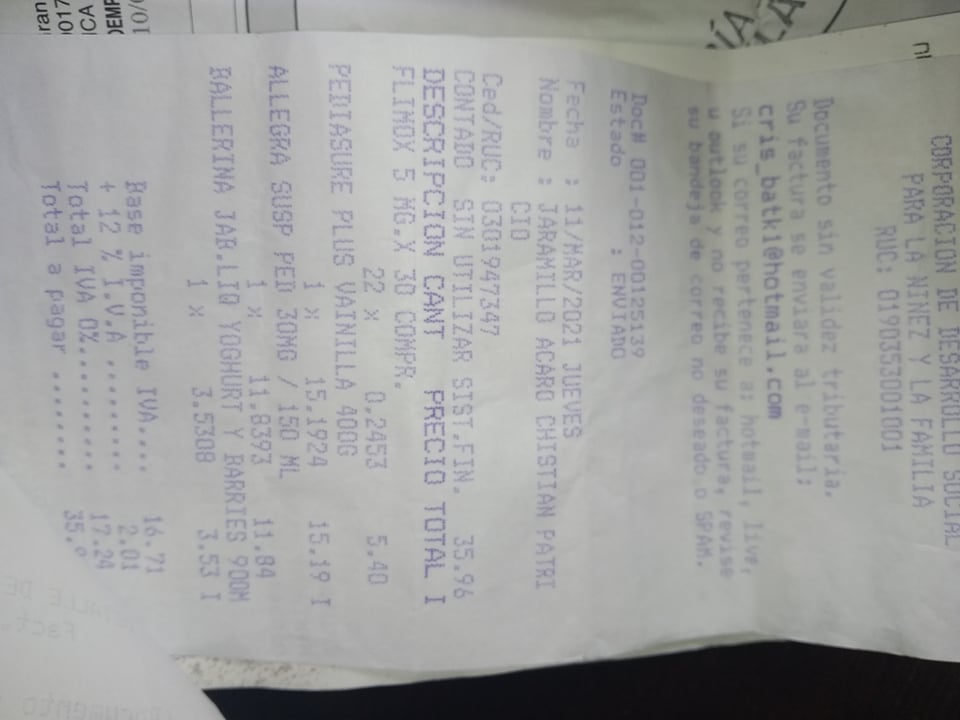 CORPORACION DE DESARROLLO SOCIAL
PARA LA NINEZ Y LA FAMILIA
RUC: 0190353001001
Documento sin validez tributaria.
Su factura se enviara al e-mail:
cris_batk1@hotmail.com
Si su correo pertenece a: hotmail, live,
u outlook y no recibe su factura, revise
su bandeja de correo no deseado o SPAM.
Doc# 001-012-00125139
Estado : ENVIADO
Fecha : 11/MAR/2021 JUEVES
Nombre : JARAMILLO ACARO CHISTIAN PATRI
CIO
Ced/RUC: 0301947347
CONTADO SIN UTILIZAR SIST.FIN. 35.96
DESCRIPCION CANT PRECIO TOTAL I
FLIMOX 5 MG.X 30 COMPR.
22 x 0.2453 5.40
PEDIASURE PLUS VAINILLA 400G
1 x 15.1924 15.19 I
ALLEGRA SUSP PED 30MG / 150 ML
1 x 11.8393 11.84
BALLERINA JAB.LIQ YOGHURT Y BARRIES 900M
1 x 3.5308 3.53 I
Base imponible IVA.... 16.71
+ 12 % I.V.A ......... 2.01
Total IVA 0%.......... 17.24
Total a pagar ........ 35.9